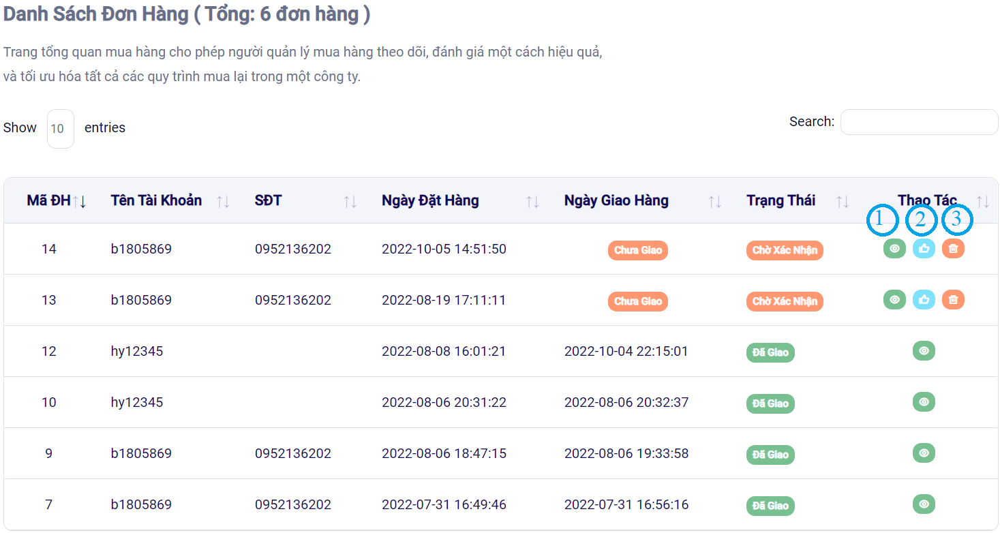 Danh Sách Đơn Hàng ( Tổng: 6 đơn hàng )
Trang tổng quan mua hàng cho phép người quản lý mua hàng theo dõi, đánh giá một cách hiệu quả,
và tối ưu hóa tất cả các quy trình mua lại trong một công ty.
Show 10 entries Search:
Mã ĐH Tên Tài Khoản SĐT Ngày Đặt Hàng Ngày Giao Hàng Trạng Thái Thao Tác
1 2 3
14 b1805869 0952136202 2022-10-05 14:51:50 Chưa Giao Chờ Xác Nhận
13 b1805869 0952136202 2022-08-19 17:11:11 Chưa Giao Chờ Xác Nhận
12 hy12345 2022-08-08 16:01:21 2022-10-04 22:15:01 Đã Giao
10 hy12345 2022-08-06 20:31:22 2022-08-06 20:32:37 Đã Giao
9 b1805869 0952136202 2022-08-06 18:47:15 2022-08-06 19:33:58 Đã Giao
7 b1805869 0952136202 2022-07-31 16:49:46 2022-07-31 16:56:16 Đã Giao